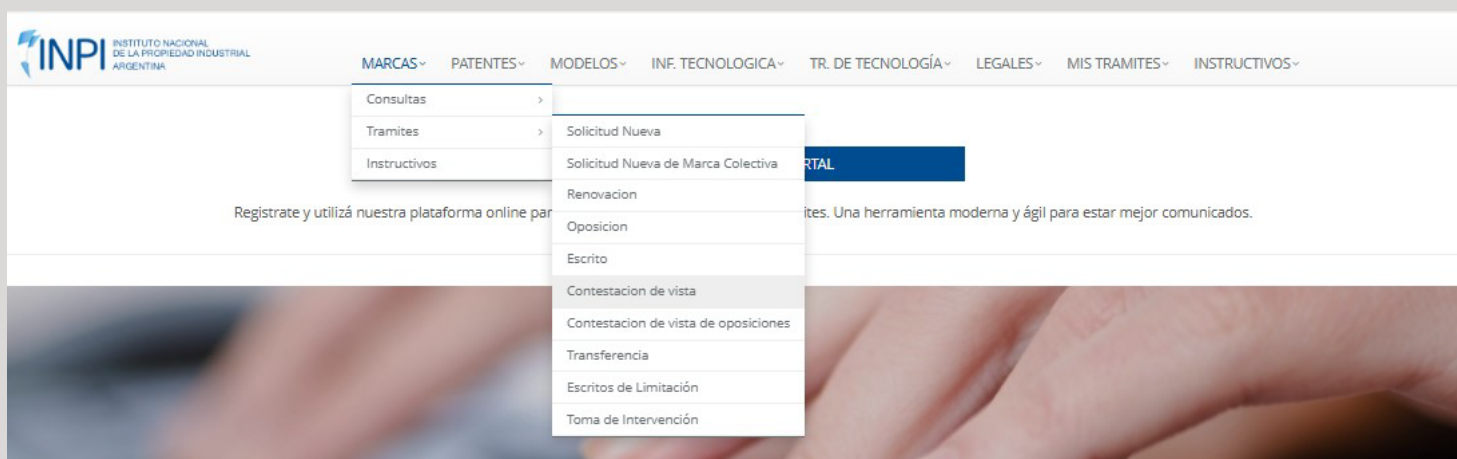 INPI
INSTITUTO NACIONAL
DE LA PROPIEDAD INDUSTRIAL
ARGENTINA
MARCAS PATENTES MODELOS INF. TECNOLOGICA TR. DE TECNOLOGÍA LEGALES MIS TRAMITES INSTRUCTIVOS
Consultas
Tramites
Instructivos
Solicitud Nueva
Solicitud Nueva de Marca Colectiva
Renovacion
Oposicion
Escrito
Contestacion de vista
Contestacion de vista de oposiciones
Transferencia
Escritos de Limitación
Toma de Intervención
Registrate y utilizá nuestra plataforma online Una herramienta moderna y ágil para estar mejor comunicados.